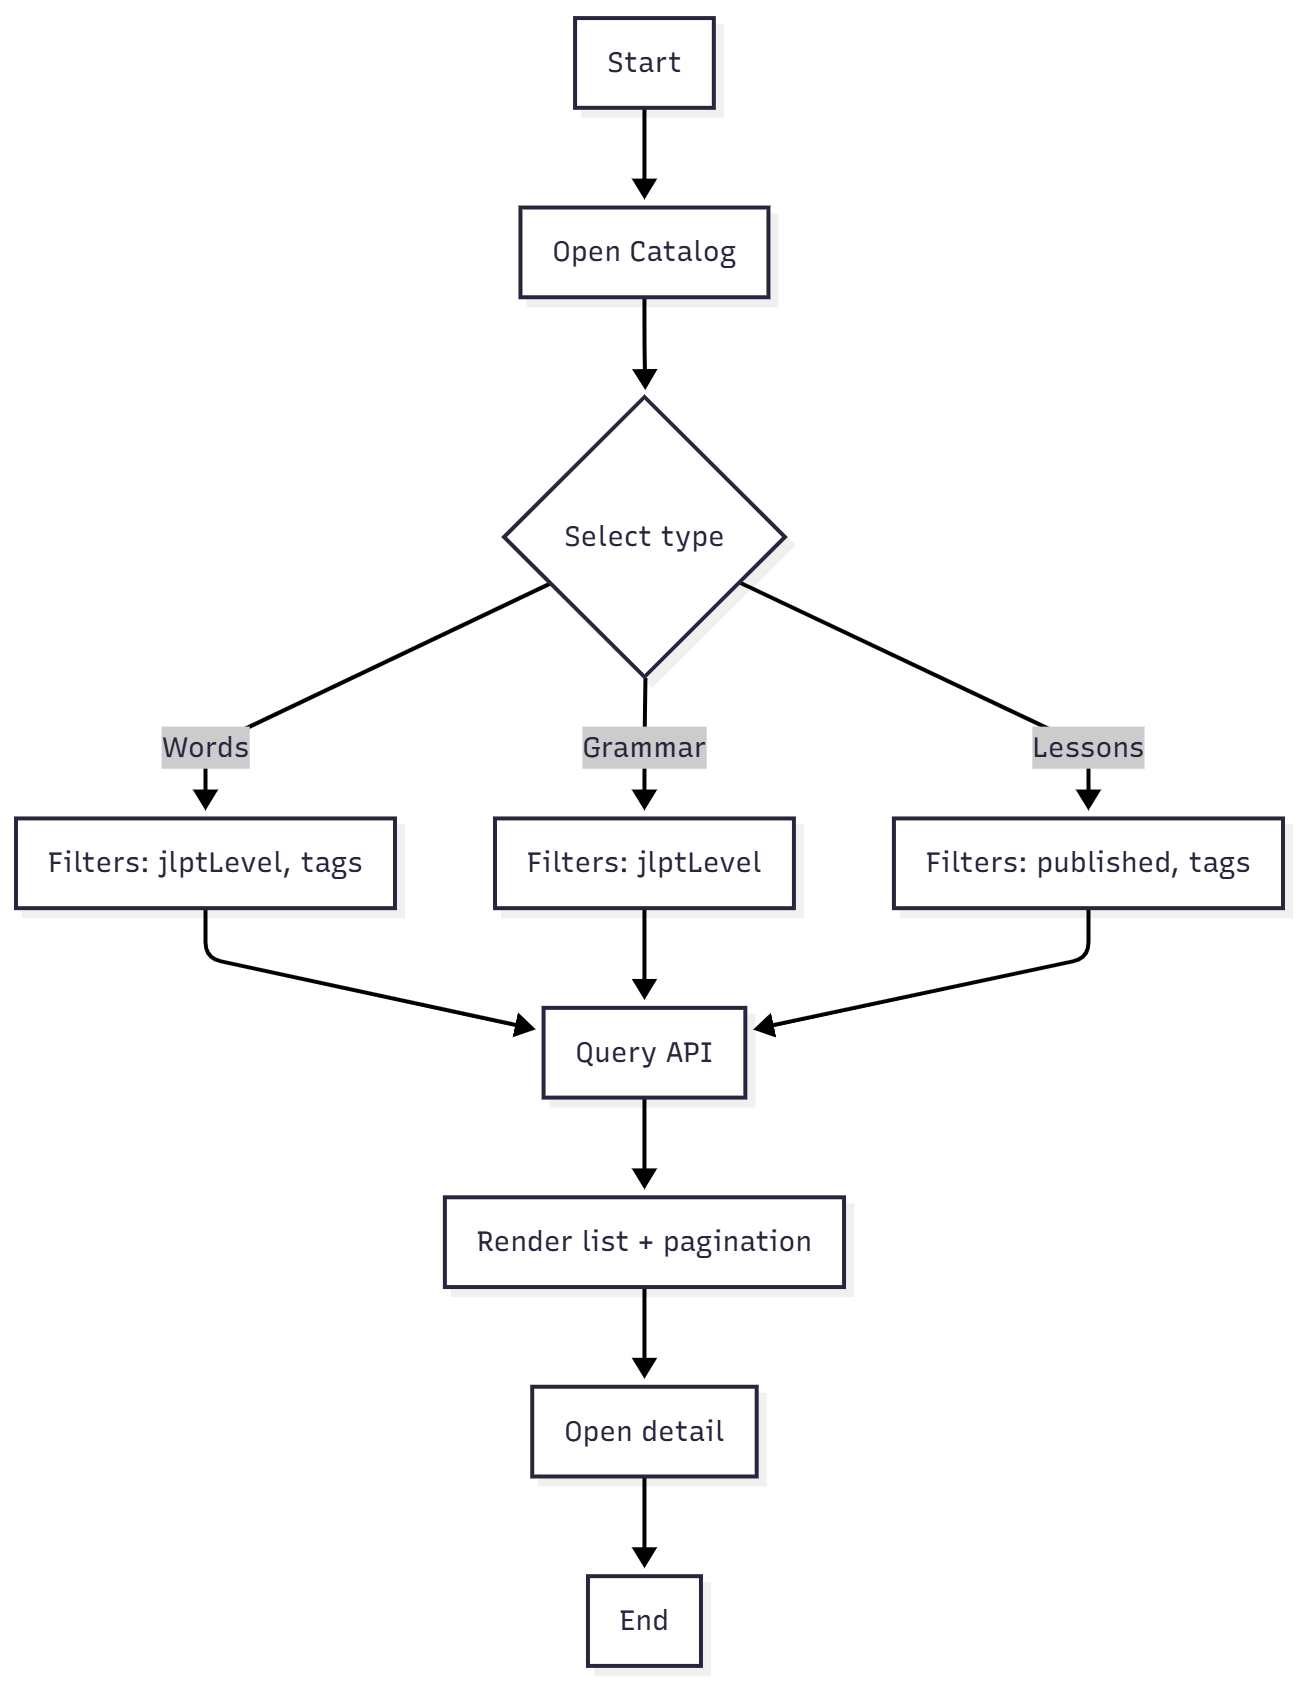 Start
Open Catalog
Select type
Words
Grammar
Lessons
Filters: jlptLevel, tags
Filters: jlptLevel
Filters: published, tags
Query API
Render list + pagination
Open detail
End